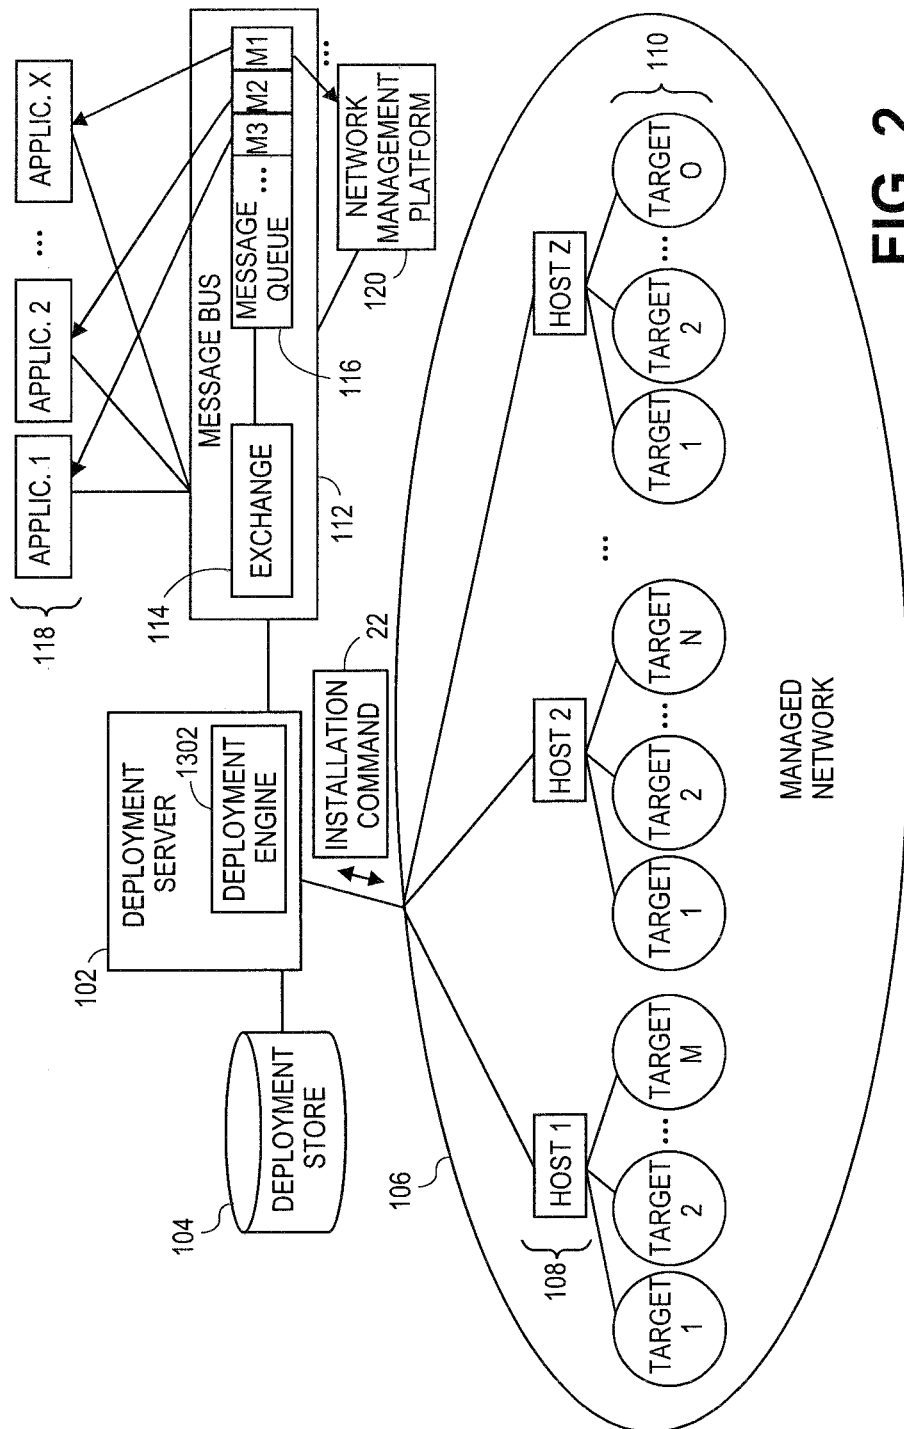 118
APPLIC. 1
APPLIC. 2
...
APPLIC. X
MESSAGE BUS
114
EXCHANGE
MESSAGE
QUEUE
...
M3
M2
M1
112
116
120
NETWORK
MANAGEMENT
PLATFORM
...
102
DEPLOYMENT
SERVER
1302
DEPLOYMENT
ENGINE
22
INSTALLATION
COMMAND
104
DEPLOYMENT
STORE
106
108
HOST 1
HOST 2
...
HOST Z
TARGET
1
TARGET
2
...
TARGET
M
TARGET
1
TARGET
2
...
TARGET
N
TARGET
1
TARGET
2
...
TARGET
O
110
MANAGED
NETWORK
FIG. 2